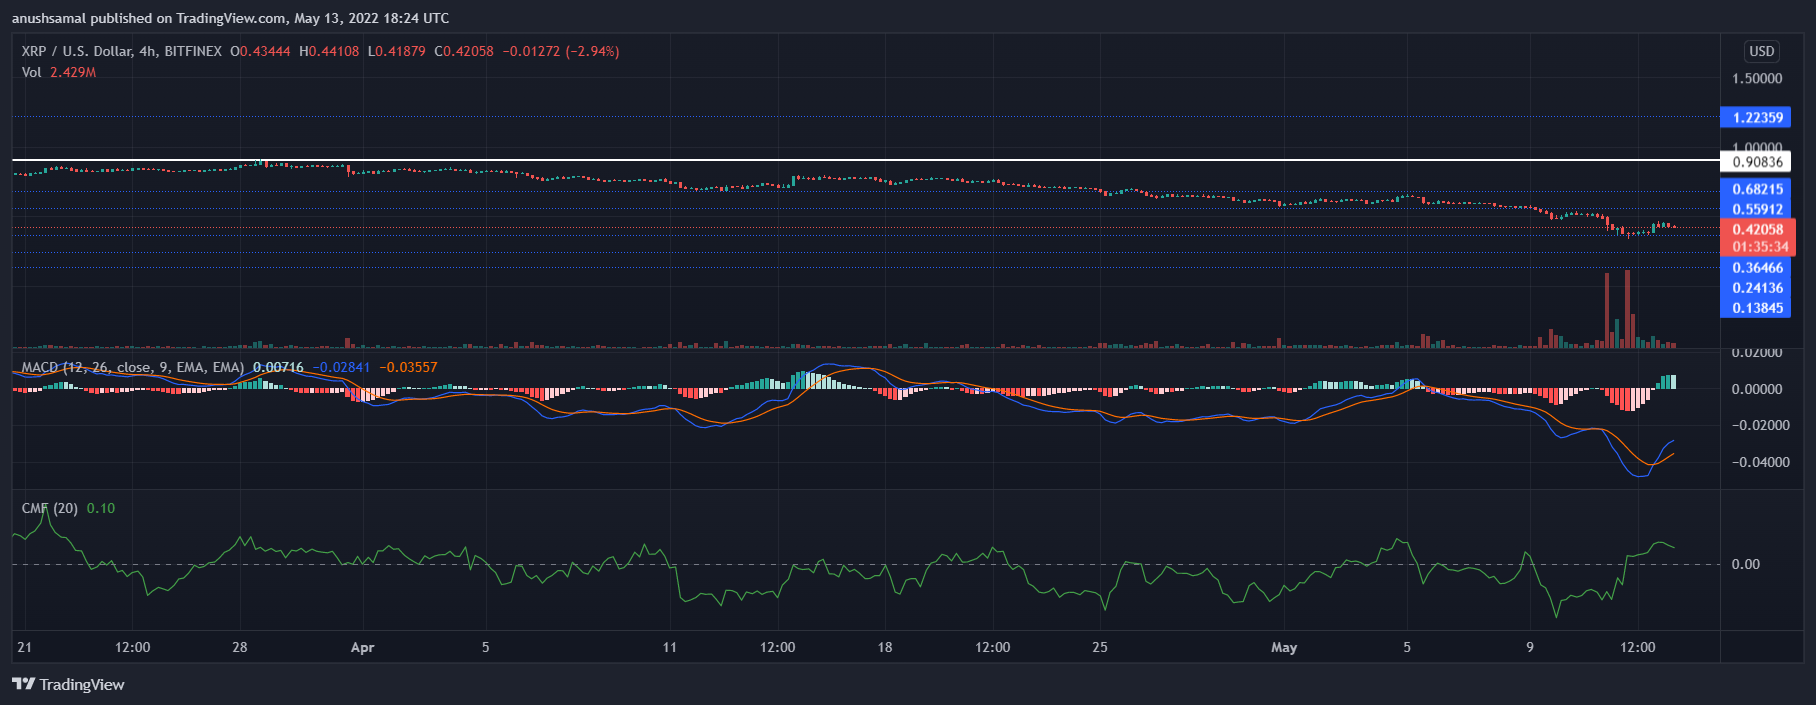 anushsamal published on TradingView.com, May 13, 2022 18:24 UTC
XRP / U.S. Dollar, 4h, BITFINEX O0.43444 H0.44108 L0.41879 C0.42058 −0.01272 (−2.94%)
USD
Vol 2.429M
1.50000
1.22359
1.00000
0.90836
0.68215
0.55912
0.42058
01:35:34
0.36466
0.24136
0.13845
0.02000
MACD (12, 26, close, 9, EMA, EMA) 0.00716 −0.02841 −0.03557
0.00000
−0.02000
−0.04000
CMF (20) 0.10
0.00
21 12:00 28 Apr 5 11 12:00 18 12:00 25 May 5 9 12:00
TradingView